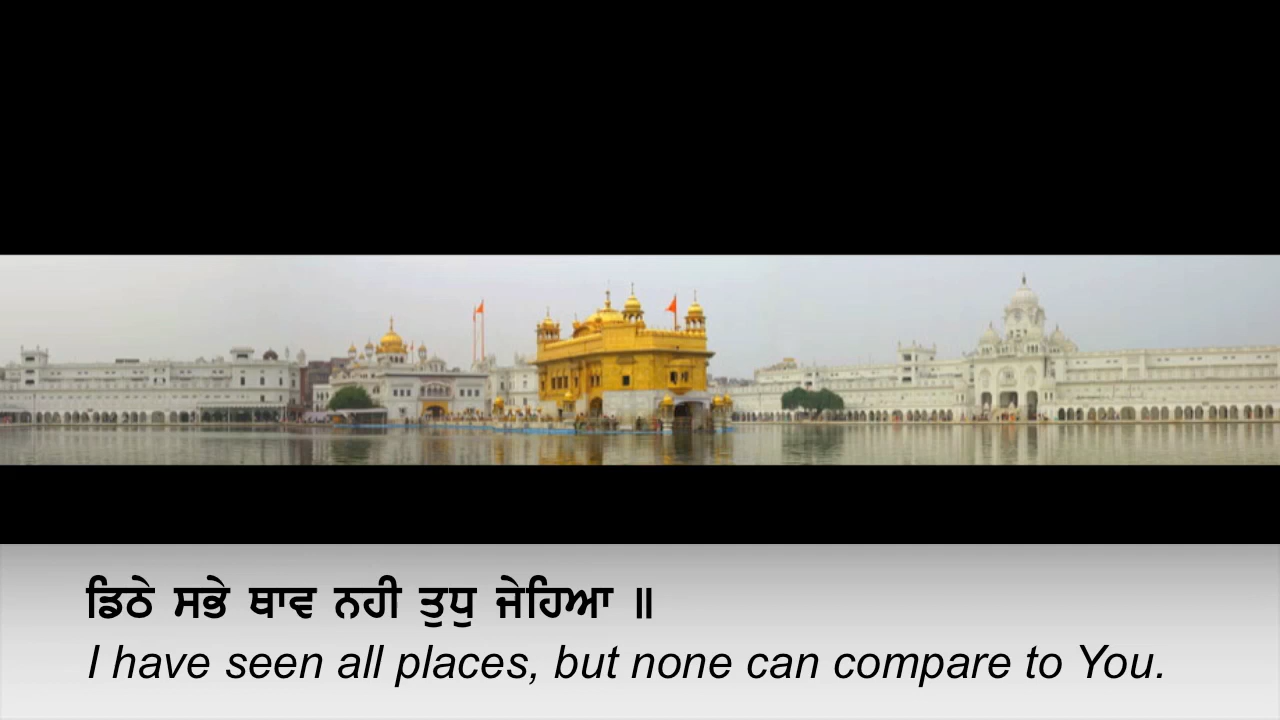 ਡਿਠੇ ਸਭੇ ਥਾਵ ਨਹੀ ਤੁਧੁ ਜੇਹਿਆ ॥
I have seen all places, but none can compare to You.